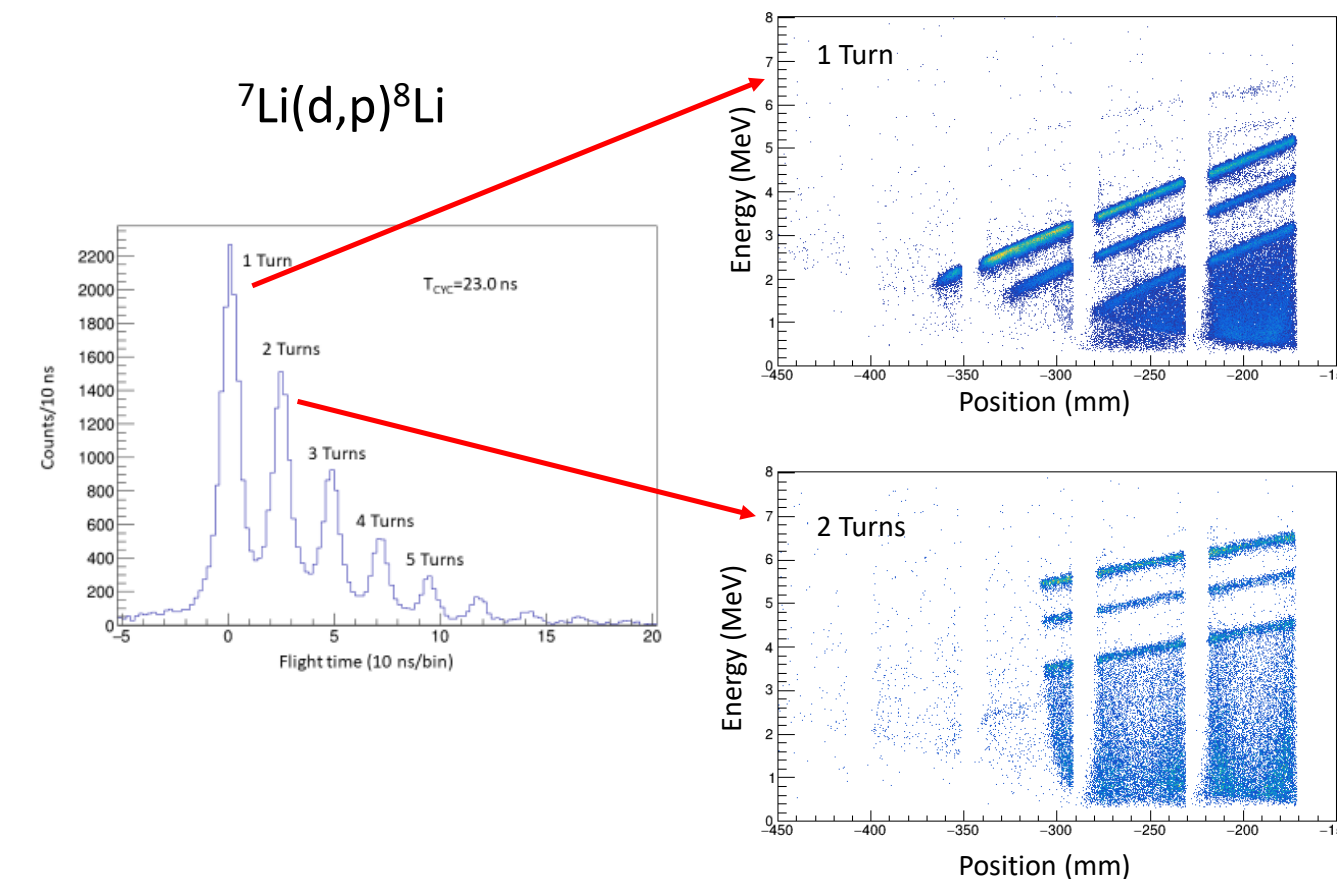 ⁷Li(d,p)⁸Li
2200
2000
1800
1600
1400
1200
1000
800
600
400
200
0
Counts/10 ns
1 Turn
2 Turns
3 Turns
4 Turns
5 Turns
T_CYC=23.0 ns
−5 0 5 10 15 20
Flight time (10 ns/bin)
1 Turn
8
7
6
5
4
3
2
1
0
Energy (MeV)
−450 −400 −350 −300 −250 −200
Position (mm)
2 Turns
8
7
6
5
4
3
2
1
0
Energy (MeV)
−450 −400 −350 −300 −250 −200
Position (mm)